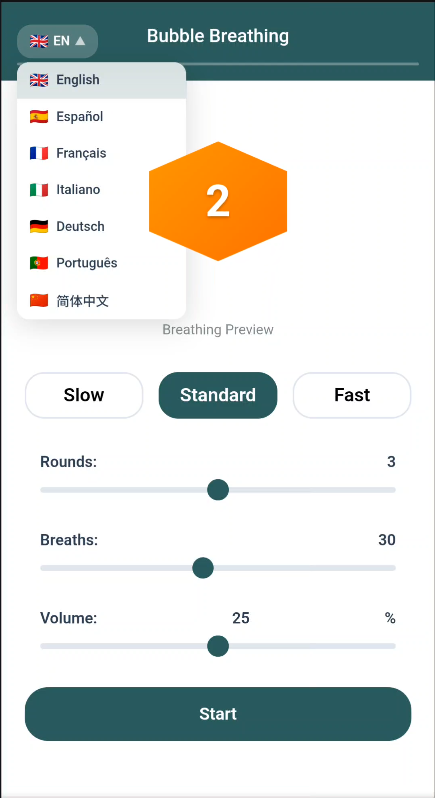 EN
Bubble Breathing
English
Español
Français
Italiano
Deutsch
Português
简体中文
2
Breathing Preview
Slow Standard Fast
Rounds: 3
Breaths: 30
Volume: 25 %
Start